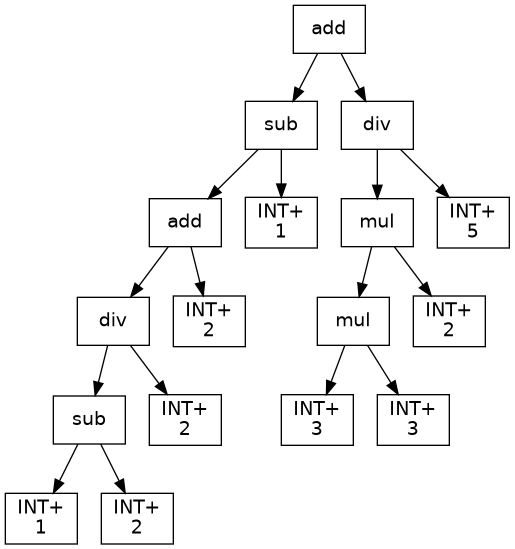 add
sub
div
add
INT+
1
mul
INT+
5
div
INT+
2
mul
INT+
2
sub
INT+
2
INT+
3
INT+
3
INT+
1
INT+
2